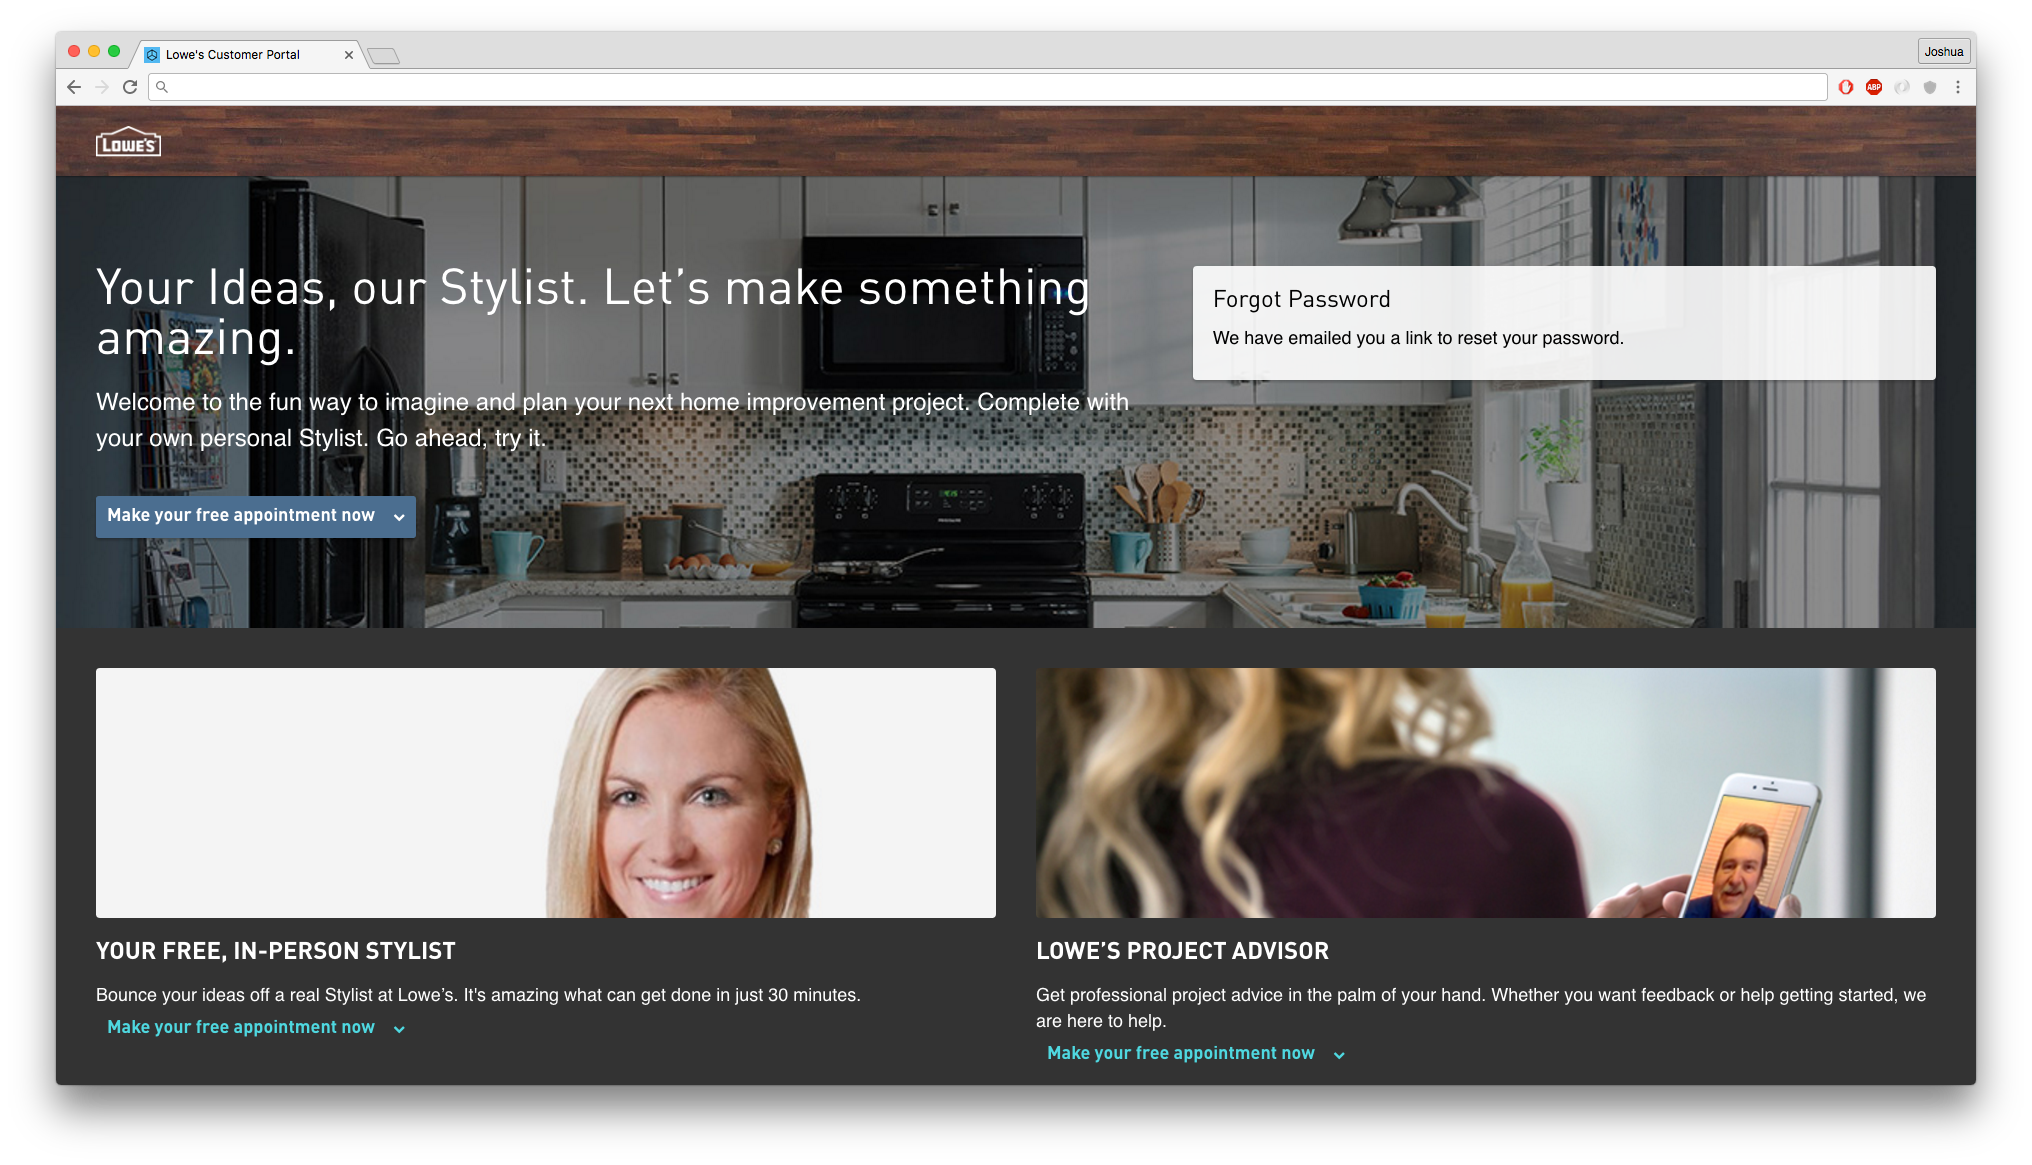 Lowe's Customer Portal
Joshua
ABP
LOWE'S
Your Ideas, our Stylist. Let’s make something
amazing.
Welcome to the fun way to imagine and plan your next home improvement project. Complete with
your own personal Stylist. Go ahead, try it.
Make your free appointment now
Forgot Password
We have emailed you a link to reset your password.
YOUR FREE, IN-PERSON STYLIST
Bounce your ideas off a real Stylist at Lowe’s. It's amazing what can get done in just 30 minutes.
Make your free appointment now
LOWE’S PROJECT ADVISOR
Get professional project advice in the palm of your hand. Whether you want feedback or help getting started, we
are here to help.
Make your free appointment now